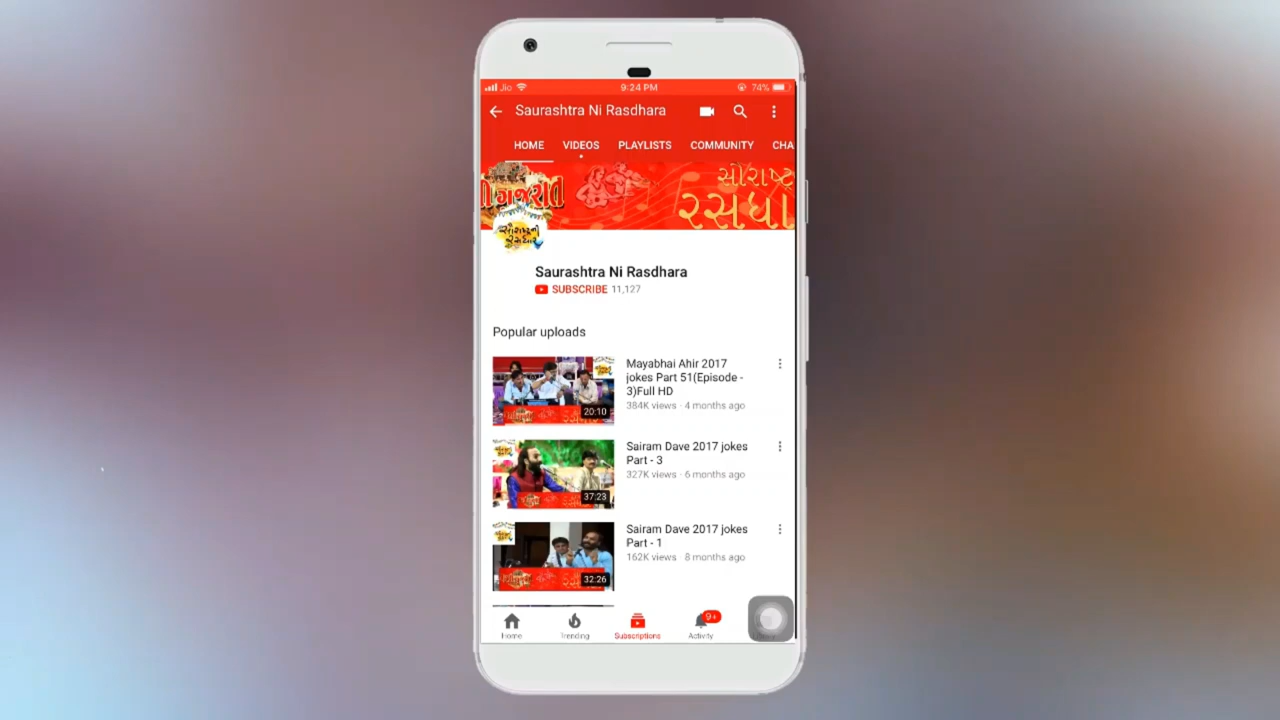 Jio
9:24 PM
74%
Saurashtra Ni Rasdhara
HOME VIDEOS PLAYLISTS COMMUNITY CHA
સૌરાષ્ટ્ર
ગુજરાતી
રસધા
Saurashtra Ni Rasdhara
SUBSCRIBE 11,127
Popular uploads
Mayabhai Ahir 2017
jokes Part 51(Episode -
3)Full HD
384K views · 4 months ago
20:10
Sairam Dave 2017 jokes
Part - 3
327K views · 6 months ago
37:23
Sairam Dave 2017 jokes
Part - 1
162K views · 8 months ago
32:26
9+
Home Trending Subscriptions Activity